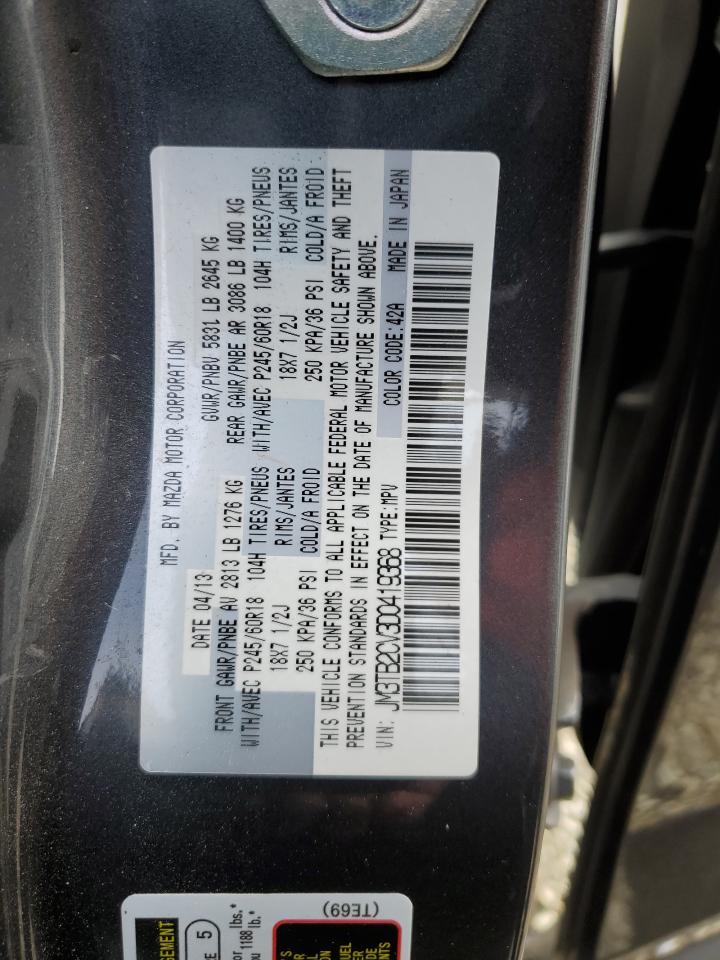 MFD. BY MAZDA MOTOR CORPORATION
DATE 04/13 GVWR/PNBV 5831 LB 2645 KG
FRONT GAWR/PNBE AV 2813 LB 1276 KG REAR GAWR/PNBE AR 3086 LB 1400 KG
WITH/AVEC P245/60R18 104H TIRES/PNEUS WITH/AVEC P245/60R18 104H TIRES/PNEUS
18X7 1/2J RIMS/JANTES 18X7 1/2J RIMS/JANTES
250 KPA/36 PSI COLD/A FROID 250 KPA/36 PSI COLD/A FROID
THIS VEHICLE CONFORMS TO ALL APPLICABLE FEDERAL MOTOR VEHICLE SAFETY AND THEFT
PREVENTION STANDARDS IN EFFECT ON THE DATE OF MANUFACTURE SHOWN ABOVE.
VIN: JM3TB2CV3D0419368 TYPE:MPV COLOR CODE:42A MADE IN JAPAN
5
1188 lbs.*
lb.*
(TE69)